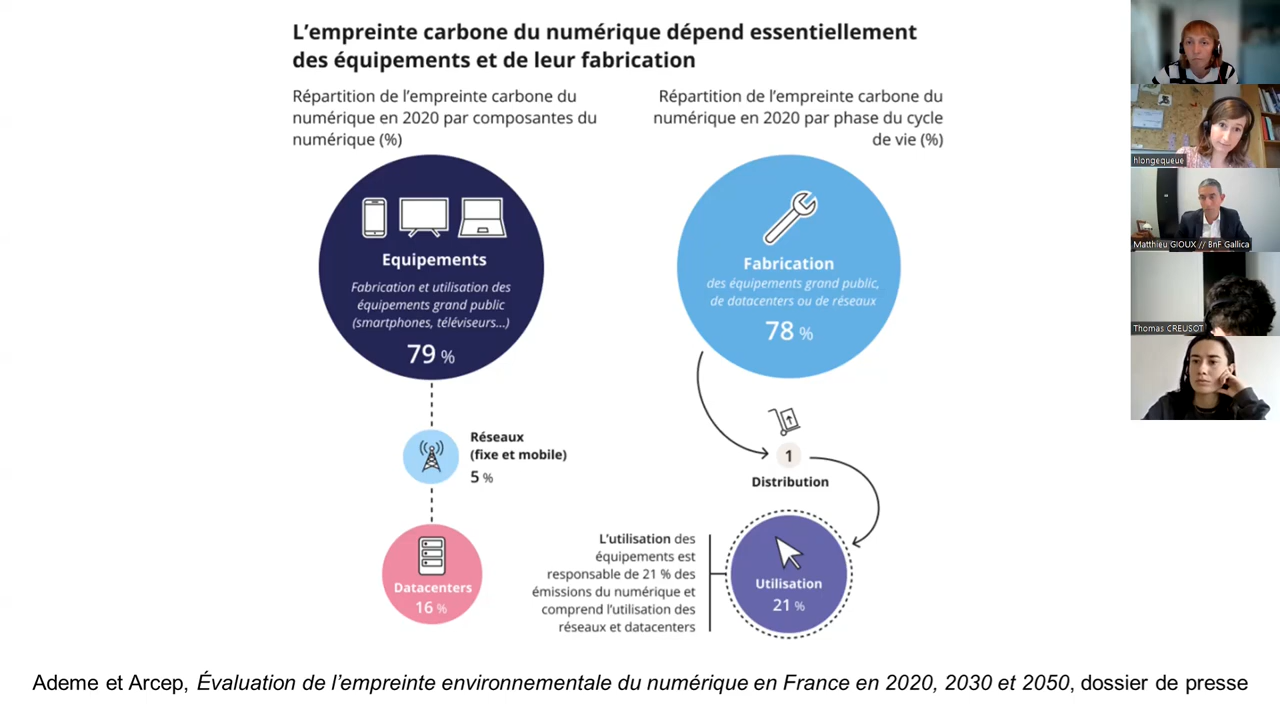 L’empreinte carbone du numérique dépend essentiellement
des équipements et de leur fabrication
Répartition de l’empreinte carbone du
numérique en 2020 par composantes du
numérique (%)
Répartition de l’empreinte carbone du
numérique en 2020 par phase du cycle
de vie (%)
Equipements
Fabrication et utilisation des
équipements grand public
(smartphones, téléviseurs...)
79 %
Réseaux
(fixe et mobile)
5 %
Datacenters
16 %
Fabrication
des équipements grand public,
de datacenters ou de réseaux
78 %
1
Distribution
L’utilisation des
équipements est
responsable de 21 % des
émissions du numérique et
comprend l’utilisation des
réseaux et datacenters
Utilisation
21 %
Ademe et Arcep, Évaluation de l’empreinte environnementale du numérique en France en 2020, 2030 et 2050, dossier de presse
hlongequeue
Matthieu GIOUX // BnF Gallica
Thomas CREUSOT